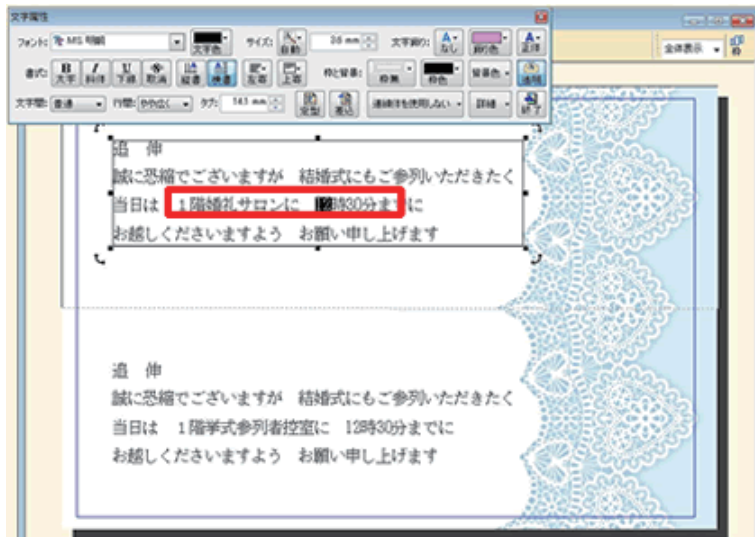 文字属性
フォント: MS 明朝 文字色 サイズ: 自動 36 mm 文字飾り: なし 飾り色 正体
書式: 太字 斜体 下線 取消 縦書 横書 左寄 上寄 枠と背景: 枠無 枠色 背景色 透明
文字間: 普通 行間: やや広く タブ: mm 定型 差込 連綿体を使用しない 詳細 終了
全体表示 枠
追 伸
誠に恐縮でございますが 結婚式にもご参列いただきたく
当日は 1階婚礼サロンに 12時30分までに
お越しくださいますよう お願い申し上げます
追 伸
誠に恐縮でございますが 結婚式にもご参列いただきたく
当日は 1階挙式参列者控室に 12時30分までに
お越しくださいますよう お願い申し上げます